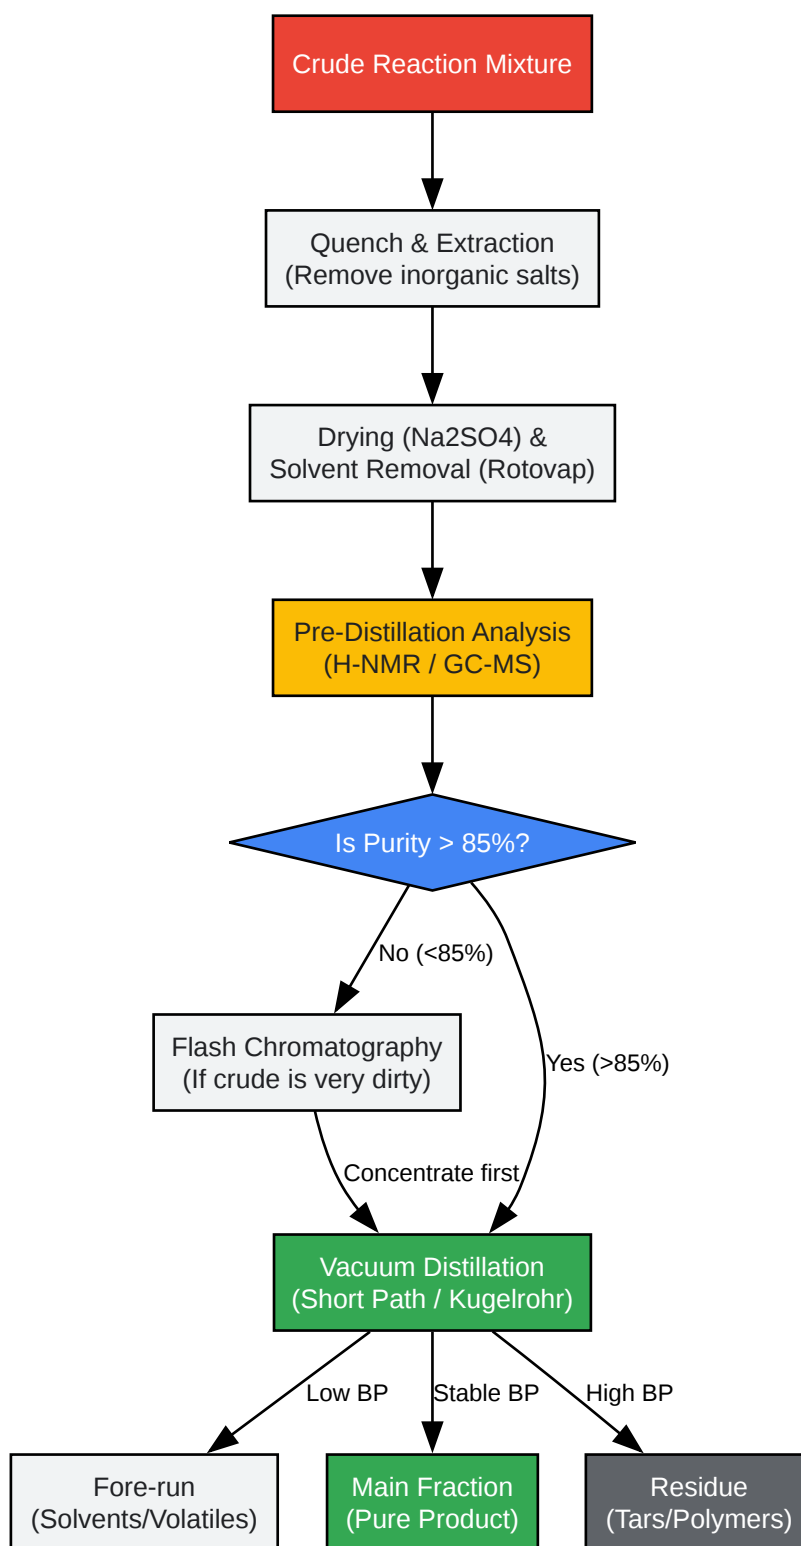 Crude Reaction Mixture
Quench & Extraction
(Remove inorganic salts)
Drying (Na2SO4) &
Solvent Removal (Rotovap)
Pre-Distillation Analysis
(H-NMR / GC-MS)
Is Purity > 85%?
No (<85%)
Flash Chromatography
(If crude is very dirty)
Yes (>85%)
Concentrate first
Vacuum Distillation
(Short Path / Kugelrohr)
Low BP
Stable BP
High BP
Fore-run
(Solvents/Volatiles)
Main Fraction
(Pure Product)
Residue
(Tars/Polymers)